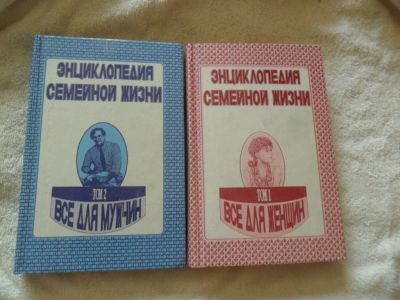 ЭНЦИКЛОПЕДИЯ
СЕМЕЙНОЙ ЖИЗНИ
ТОМ 2
ВСЕ ДЛЯ МУЖЧИН
ЭНЦИКЛОПЕДИЯ
СЕМЕЙНОЙ ЖИЗНИ
ТОМ 1
ВСЕ ДЛЯ ЖЕНЩИН